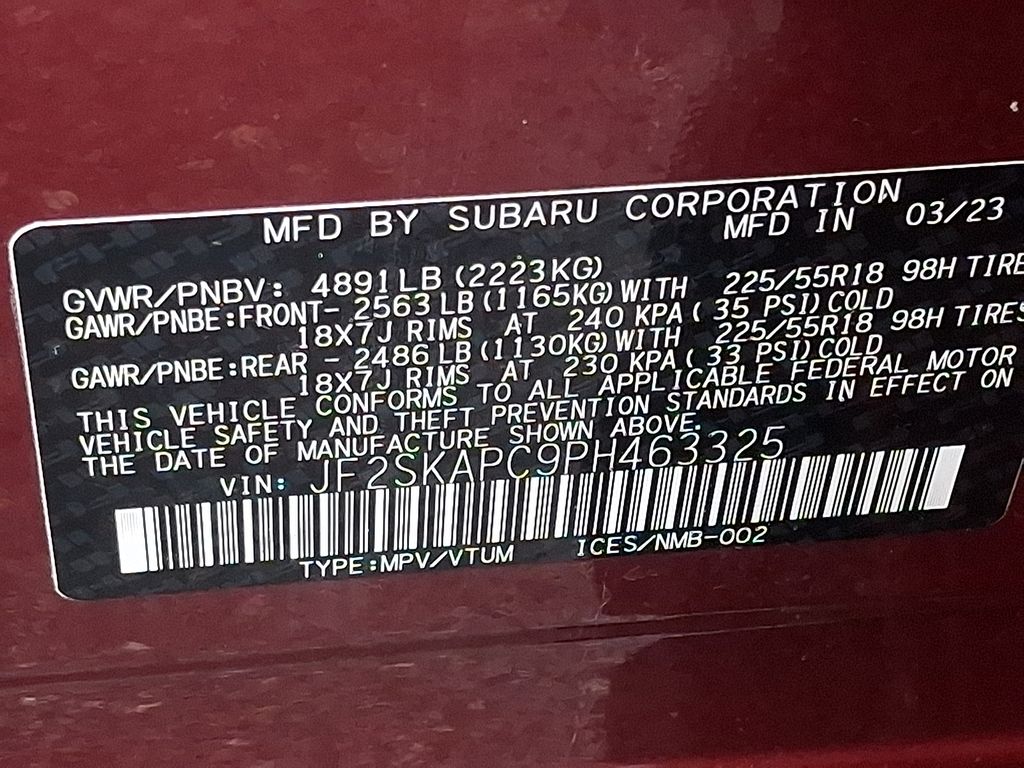 MFD BY SUBARU CORPORATION
MFD IN 03/23
GVWR/PNBV: 4891LB (2223KG)
GAWR/PNBE:FRONT- 2563LB (1165KG) WITH 225/55R18 98H TIRE
18X7J RIMS AT 240 KPA ( 35 PSI) COLD
GAWR/PNBE:REAR - 2486LB (1130KG) WITH 225/55R18 98H TIRES
18X7J RIMS AT 230 KPA ( 33 PSI) COLD
THIS VEHICLE CONFORMS TO ALL APPLICABLE FEDERAL MOTOR
VEHICLE SAFETY AND THEFT PREVENTION STANDARDS IN EFFECT ON
THE DATE OF MANUFACTURE SHOWN ABOVE.
VIN: JF2SKAPC9PH463325
TYPE:MPV/VTUM ICES/NMB-002